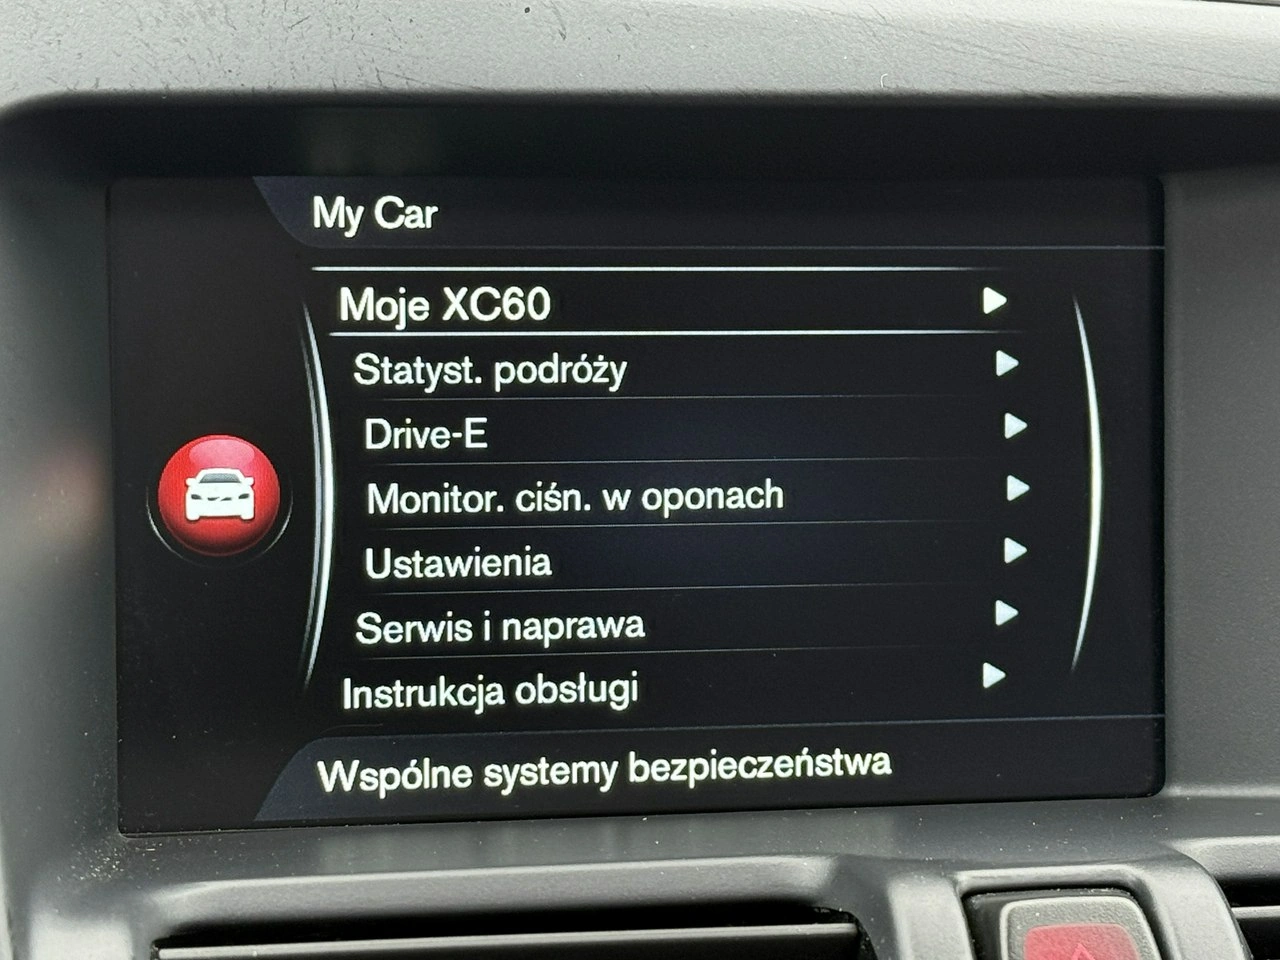 My Car
Moje XC60
Statyst. podróży
Drive-E
Monitor. ciśn. w oponach
Ustawienia
Serwis i naprawa
Instrukcja obsługi
Wspólne systemy bezpieczeństwa